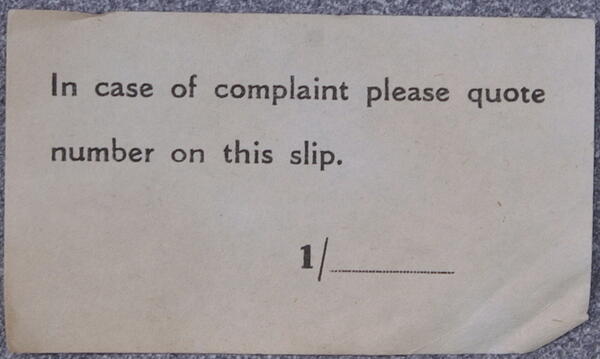 In case of complaint please quote
number on this slip.
1/